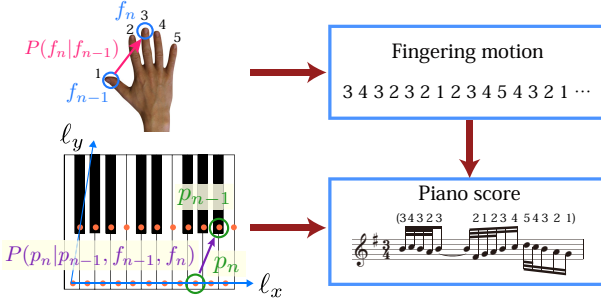 f_n
1 2 3 4 5
P(f_n|f_{n-1})
f_{n-1}
Fingering motion
3 4 3 2 3 2 1 2 3 4 5 4 3 2 1 ⋯
ℓ_y
p_{n-1}
P(p_n|p_{n-1}, f_{n-1}, f_n)
p_n
ℓ_x
Piano score
(3 4 3 2 3 2 1 2 3 4 5 4 3 2 1)
3
4